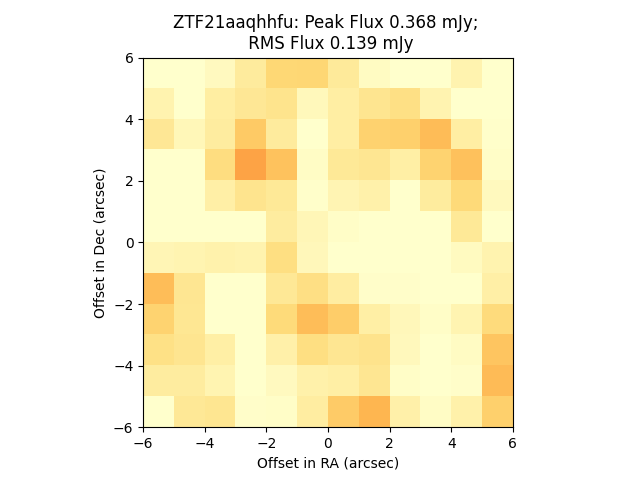 ZTF21aaqhhfu: Peak Flux 0.368 mJy;
RMS Flux 0.139 mJy
6
4
2
0
−2
−4
−6
Offset in Dec (arcsec)
−6 −4 −2 0 2 4 6
Offset in RA (arcsec)